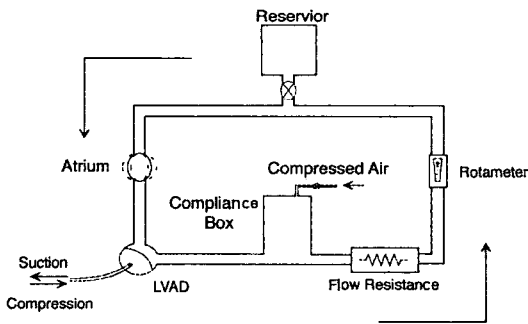 Reservior
Atrium
Compressed Air
Rotameter
Compliance
Box
Suction
Compression
LVAD
Flow Resistance